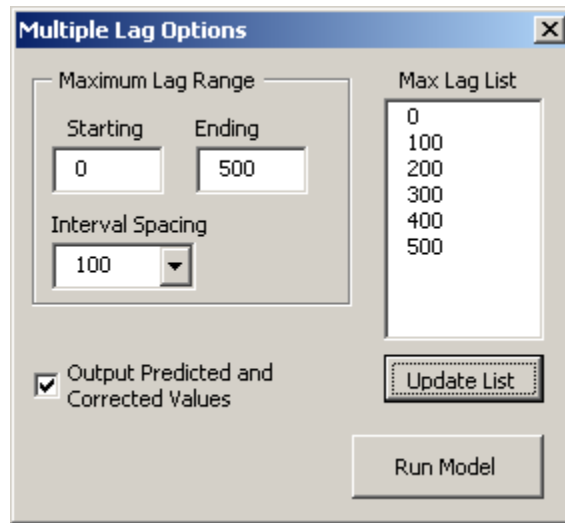 Multiple Lag Options
Maximum Lag Range
Starting Ending
0 500
Interval Spacing
100
Max Lag List
0
100
200
300
400
500
Output Predicted and
Corrected Values
Update List
Run Model